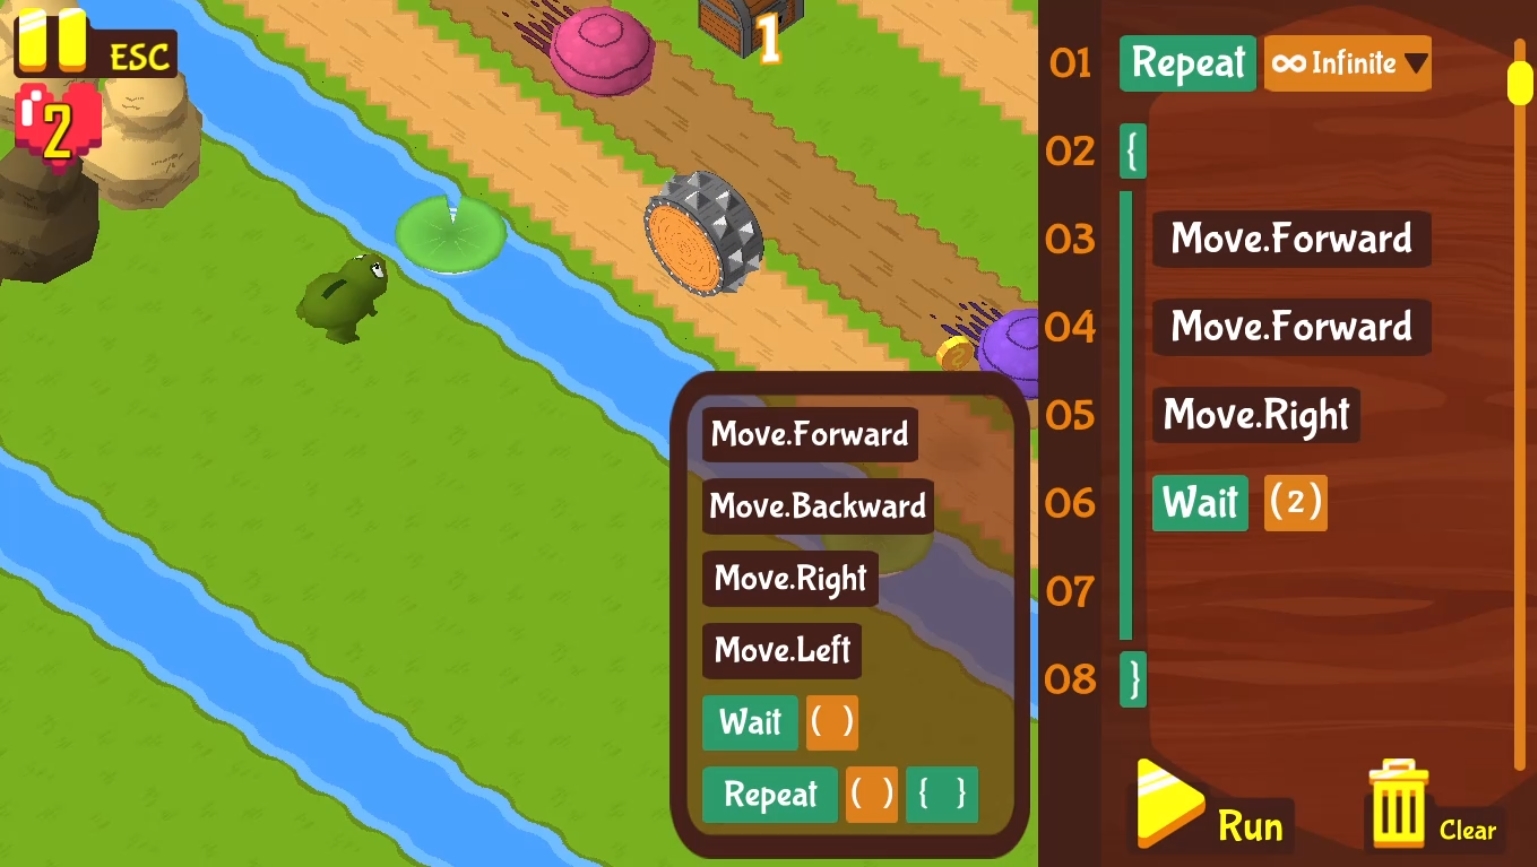 ESC
2
1
2
Move.Forward
Move.Backward
Move.Right
Move.Left
Wait ( )
Repeat ( ) { }
01 Repeat ∞ Infinite
02 {
03 Move.Forward
04 Move.Forward
05 Move.Right
06 Wait (2)
07
08 }
Run
Clear